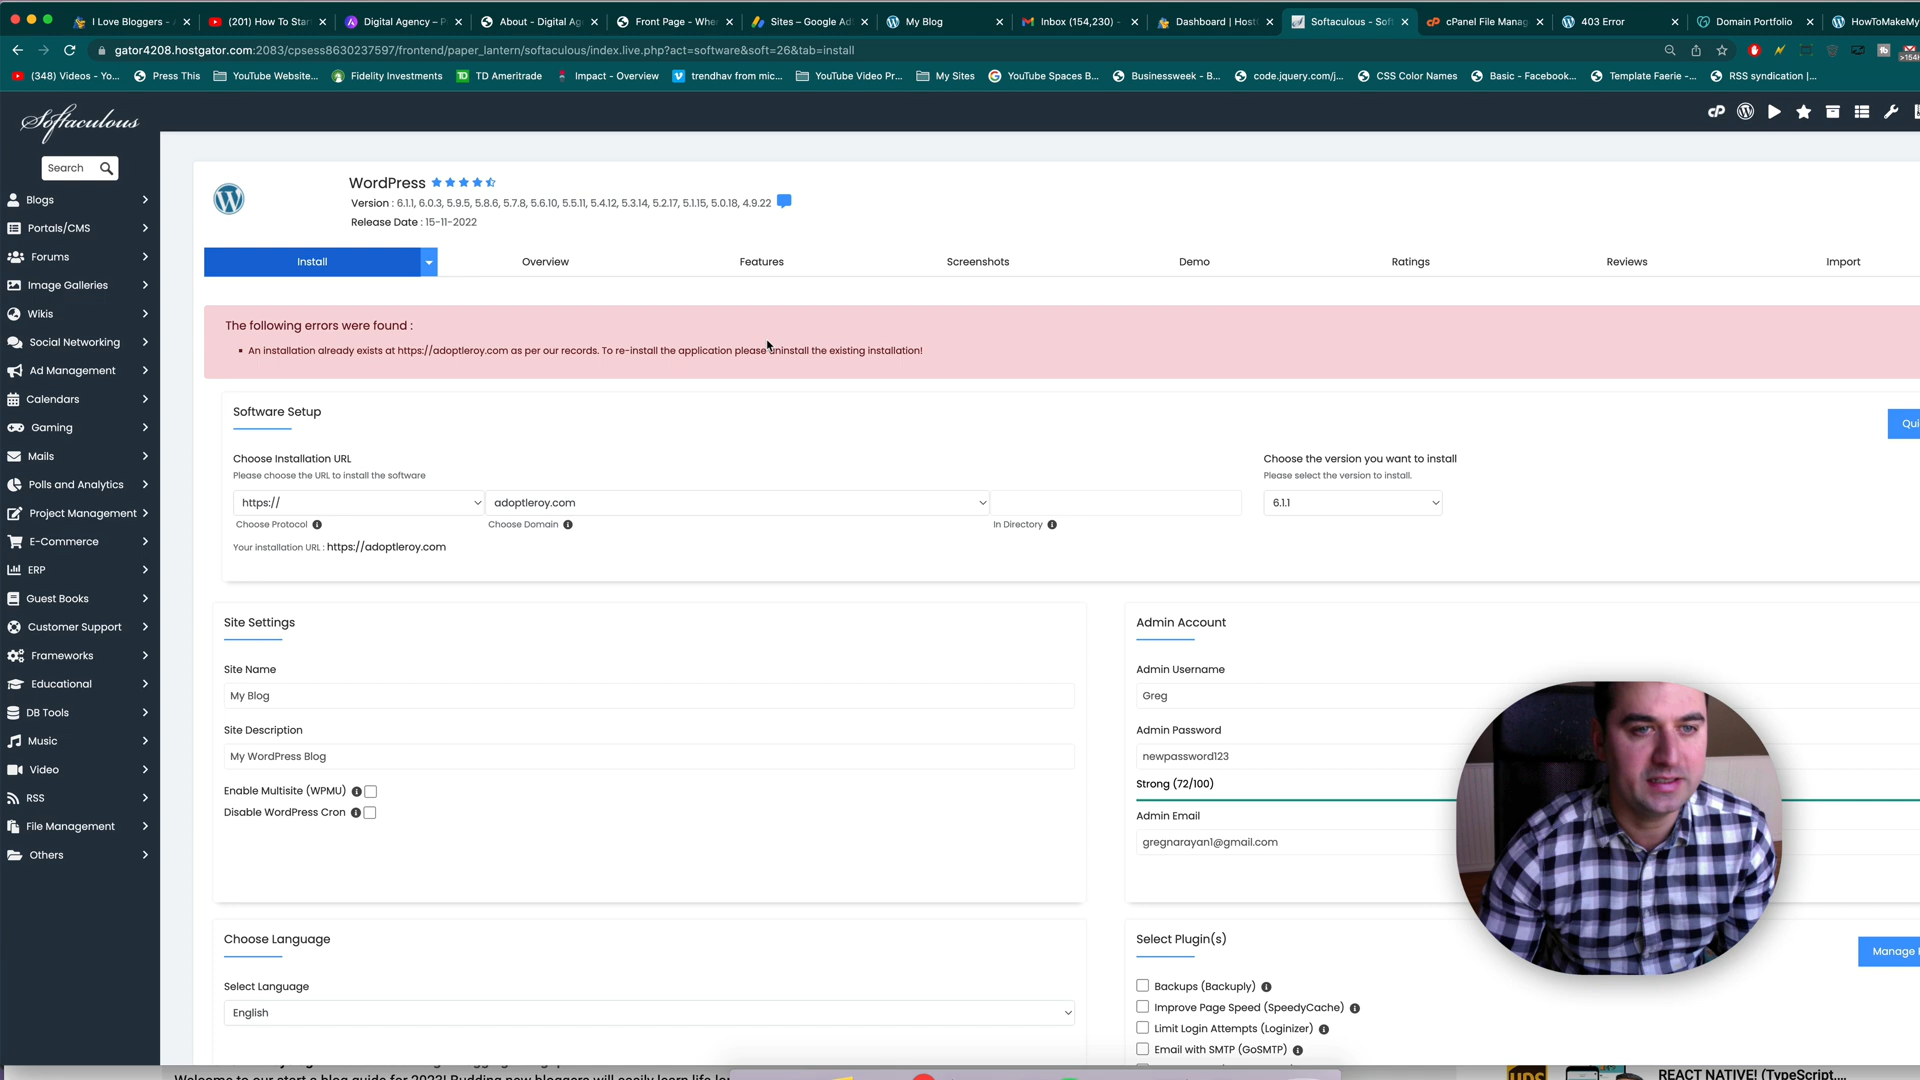 I Love Bloggers - A
(201) How To Star
Digital Agency – P
About - Digital Age
Front Page - Wher
Sites – Google Ad
My Blog
Inbox (154,230) -
Dashboard | Host
Softaculous - Soft
cPanel File Manag
403 Error
Domain Portfolio
HowToMakeMy
gator4208.hostgator.com:2083/cpsess8630237597/frontend/paper_lantern/softaculous/index.live.php?act=software&soft=26&tab=install
(348) Videos - Yo...
Press This
YouTube Website...
Fidelity Investments
TD Ameritrade
Impact - Overview
trendhav from mic...
YouTube Video Pr...
My Sites
YouTube Spaces B...
Businessweek - B...
code.jquery.com/j...
CSS Color Names
Basic - Facebook...
Template Faerie -...
RSS syndication |...
Softaculous
Search
Blogs
Portals/CMS
Forums
Image Galleries
Wikis
Social Networking
Ad Management
Calendars
Gaming
Mails
Polls and Analytics
Project Management
E-Commerce
ERP
Guest Books
Customer Support
Frameworks
Educational
DB Tools
Music
Video
RSS
File Management
Others
WordPress
Version : 6.1.1, 6.0.3, 5.9.5, 5.8.6, 5.7.8, 5.6.10, 5.5.11, 5.4.12, 5.3.14, 5.2.17, 5.1.15, 5.0.18, 4.9.22
Release Date : 15-11-2022
Install
Overview
Features
Screenshots
Demo
Ratings
Reviews
Import
The following errors were found :
An installation already exists at https://adoptleroy.com as per our records. To re-install the application please uninstall the existing installation!
Software Setup
Qui
Choose Installation URL
Please choose the URL to install the software
Choose the version you want to install
Please select the version to install.
https://
adoptleroy.com
6.1.1
Choose Protocol
Choose Domain
In Directory
Your installation URL : https://adoptleroy.com
Site Settings
Site Name
My Blog
Site Description
My WordPress Blog
Enable Multisite (WPMU)
Disable WordPress Cron
Admin Account
Admin Username
Greg
Admin Password
newpassword123
Strong (72/100)
Admin Email
gregnarayan1@gmail.com
Choose Language
Select Language
English
Select Plugin(s)
Manage
Backups (Backuply)
Improve Page Speed (SpeedyCache)
Limit Login Attempts (Loginizer)
Email with SMTP (GoSMTP)
REACT NATIVE! (TypeScript,...